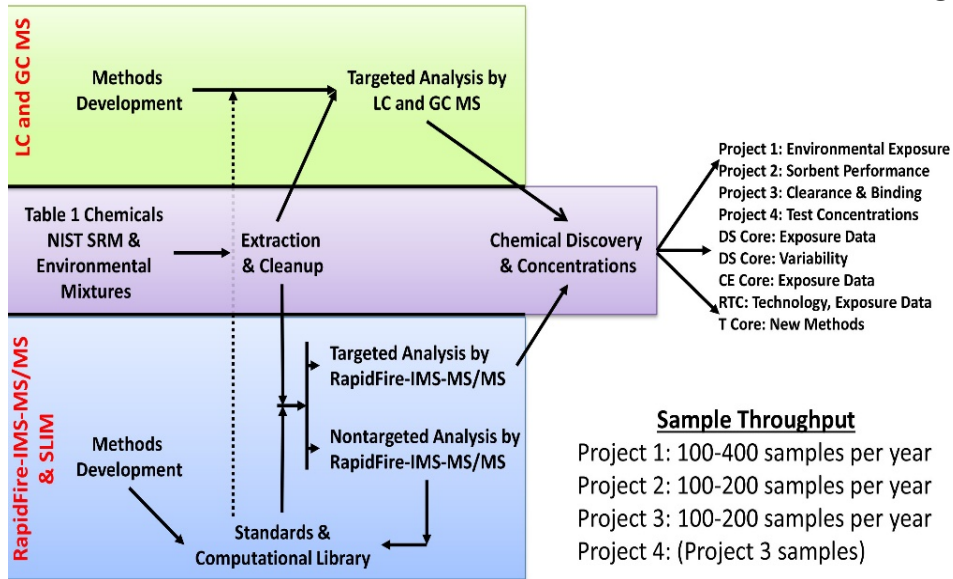 LC and GC MS
Methods
Development
Targeted Analysis by
LC and GC MS
Table 1 Chemicals
NIST SRM &
Environmental
Mixtures
Extraction
& Cleanup
Chemical Discovery
& Concentrations
Project 1: Environmental Exposure
Project 2: Sorbent Performance
Project 3: Clearance & Binding
Project 4: Test Concentrations
DS Core: Exposure Data
DS Core: Variability
CE Core: Exposure Data
RTC: Technology, Exposure Data
T Core: New Methods
RapidFire-IMS-MS/MS
& SLIM
Targeted Analysis by
RapidFire-IMS-MS/MS
Nontargeted Analysis by
RapidFire-IMS-MS/MS
Methods
Development
Standards &
Computational Library
Sample Throughput
Project 1: 100-400 samples per year
Project 2: 100-200 samples per year
Project 3: 100-200 samples per year
Project 4: (Project 3 samples)